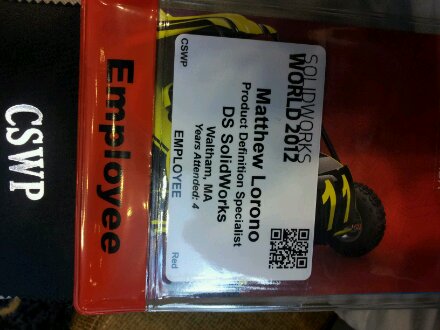 CSWP
Employee
SOLIDWORKS
WORLD 2012
Matthew Lorono
Product Definition Specialist
DS SolidWorks
Waltham, MA
Years Attended: 4
CSWP
EMPLOYEE
Red
11